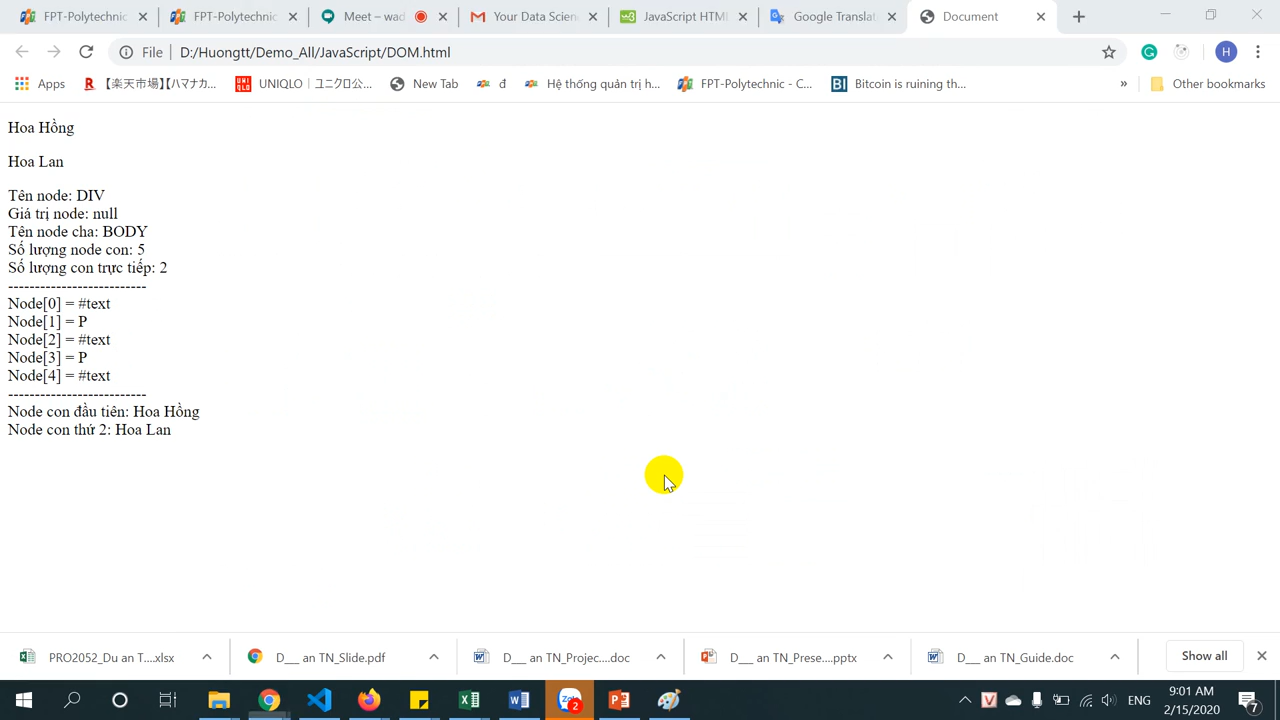 FPT-Polytechnic
FPT-Polytechnic
Meet – wad
Your Data Scien
JavaScript HTMl
Google Translati
Document
File
D:/Huongtt/Demo_All/JavaScript/DOM.html
H
Apps
【楽天市場】【ハマナカ...
UNIQLO｜ユニクロ公...
New Tab
đ
Hệ thống quản trị h...
FPT-Polytechnic - C...
BI
Bitcoin is ruining th...
»
Other bookmarks
Hoa Hồng
Hoa Lan
Tên node: DIV
Giá trị node: null
Tên node cha: BODY
Số lượng node con: 5
Số lượng con trực tiếp: 2
--------------------------
Node[0] = #text
Node[1] = P
Node[2] = #text
Node[3] = P
Node[4] = #text
--------------------------
Node con đầu tiên: Hoa Hồng
Node con thứ 2: Hoa Lan
PRO2052_Du an T....xlsx
D___ an TN_Slide.pdf
D___ an TN_Projec....doc
D___ an TN_Prese....pptx
D___ an TN_Guide.doc
Show all
2
ENG
9:01 AM
2/15/2020
7